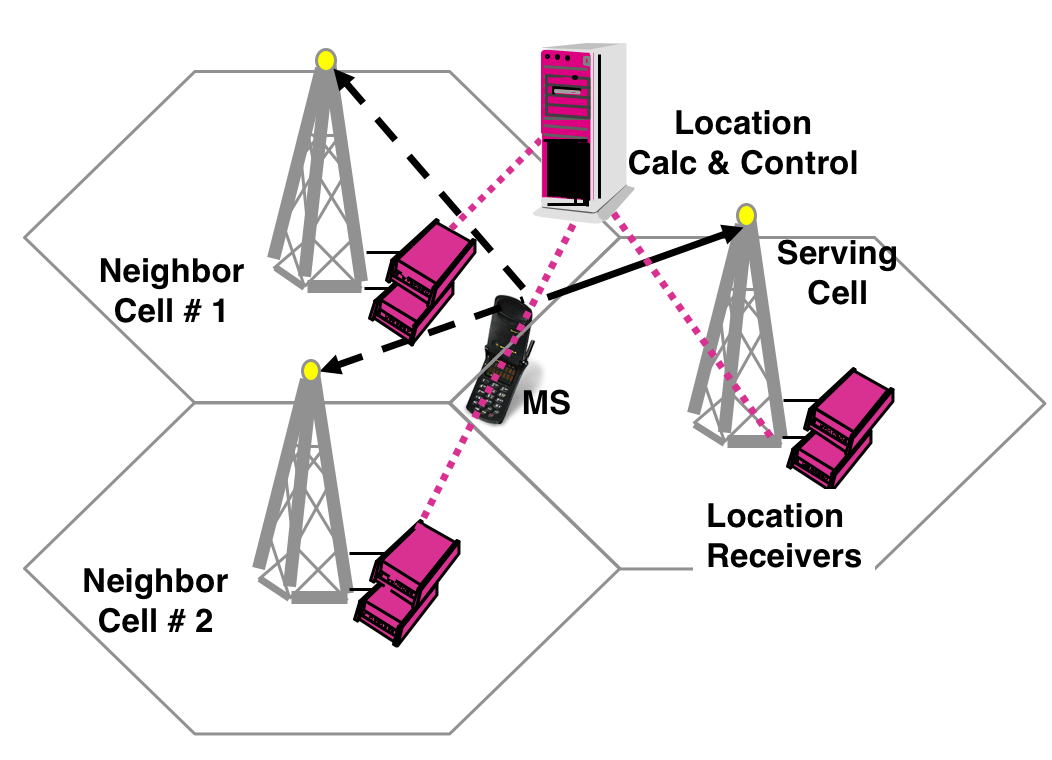 Location
Calc & Control
Serving
Cell
Neighbor
Cell # 1
MS
Location
Receivers
Neighbor
Cell # 2